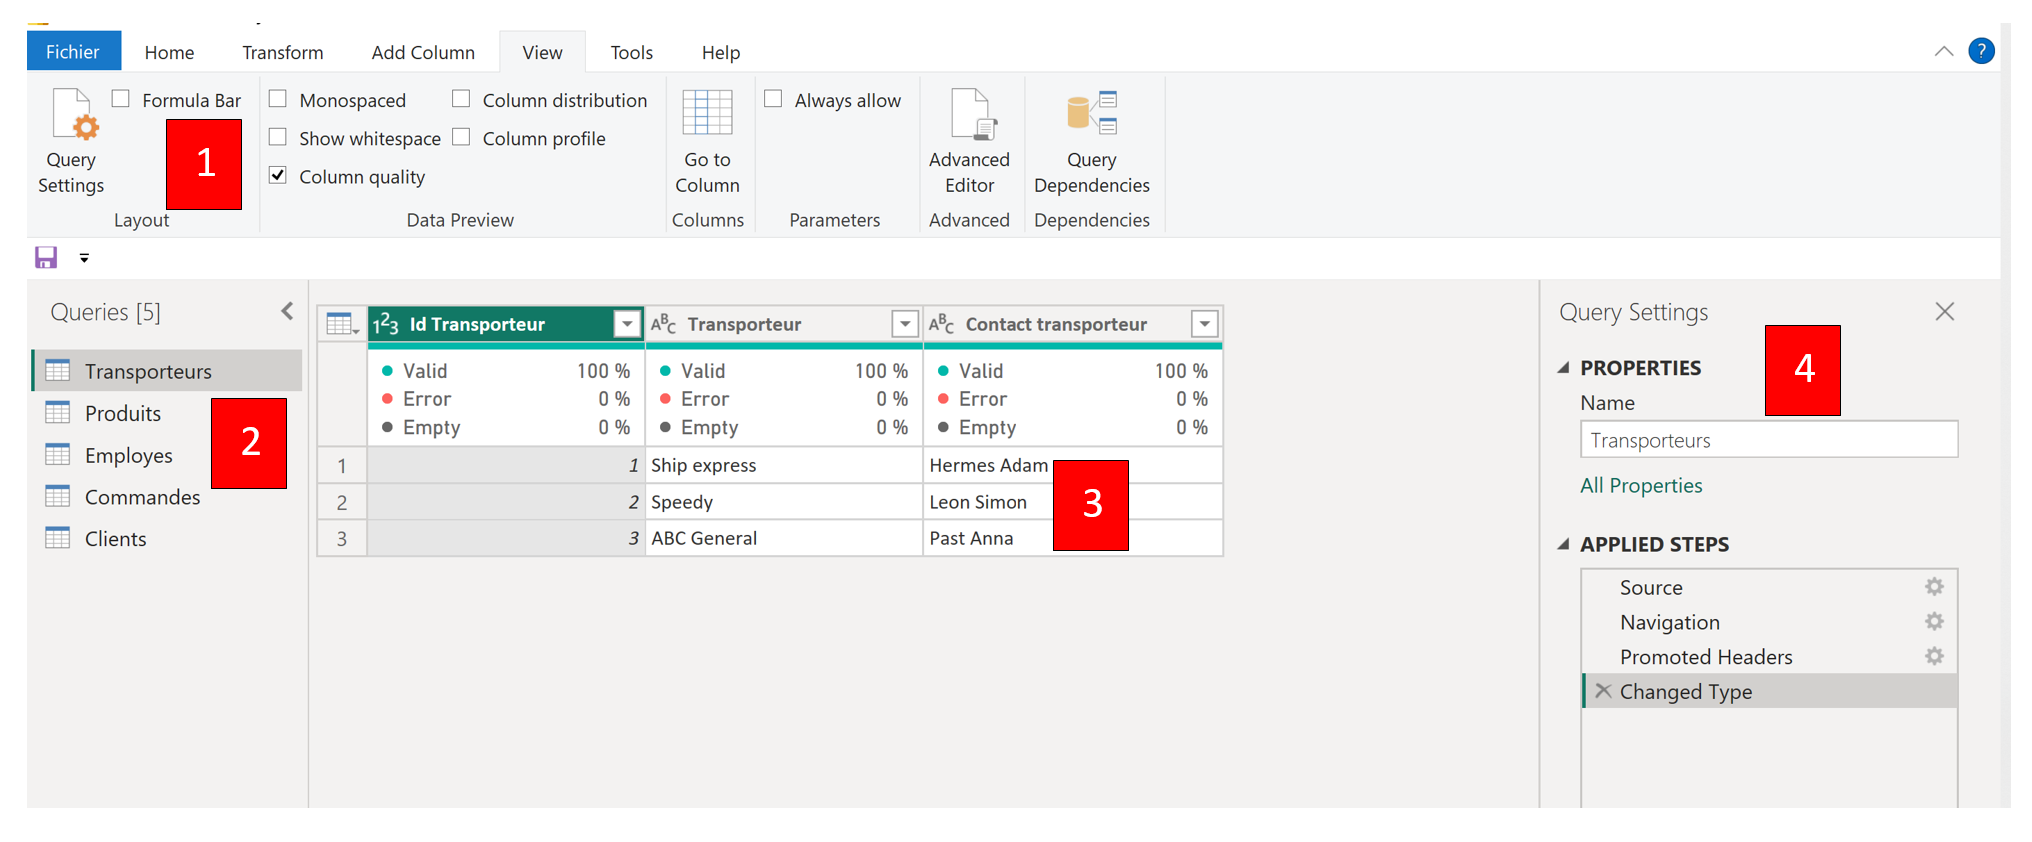 Fichier Home Transform Add Column View Tools Help ?
Formula Bar Monospaced Column distribution Always allow
Show whitespace Column profile
Column quality
Query Settings
Go to Column
Advanced Editor
Query Dependencies
1
Layout Data Preview Columns Parameters Advanced Dependencies
Queries [5]
Transporteurs
Produits
Employes
Commandes
Clients
2
123 Id Transporteur ABC Transporteur ABC Contact transporteur
Valid 100 % Valid 100 % Valid 100 %
Error 0 % Error 0 % Error 0 %
Empty 0 % Empty 0 % Empty 0 %
1 1 Ship express Hermes Adam
2 2 Speedy Leon Simon
3 3 ABC General Past Anna
3
Query Settings
4
PROPERTIES
Name
Transporteurs
All Properties
APPLIED STEPS
Source
Navigation
Promoted Headers
Changed Type